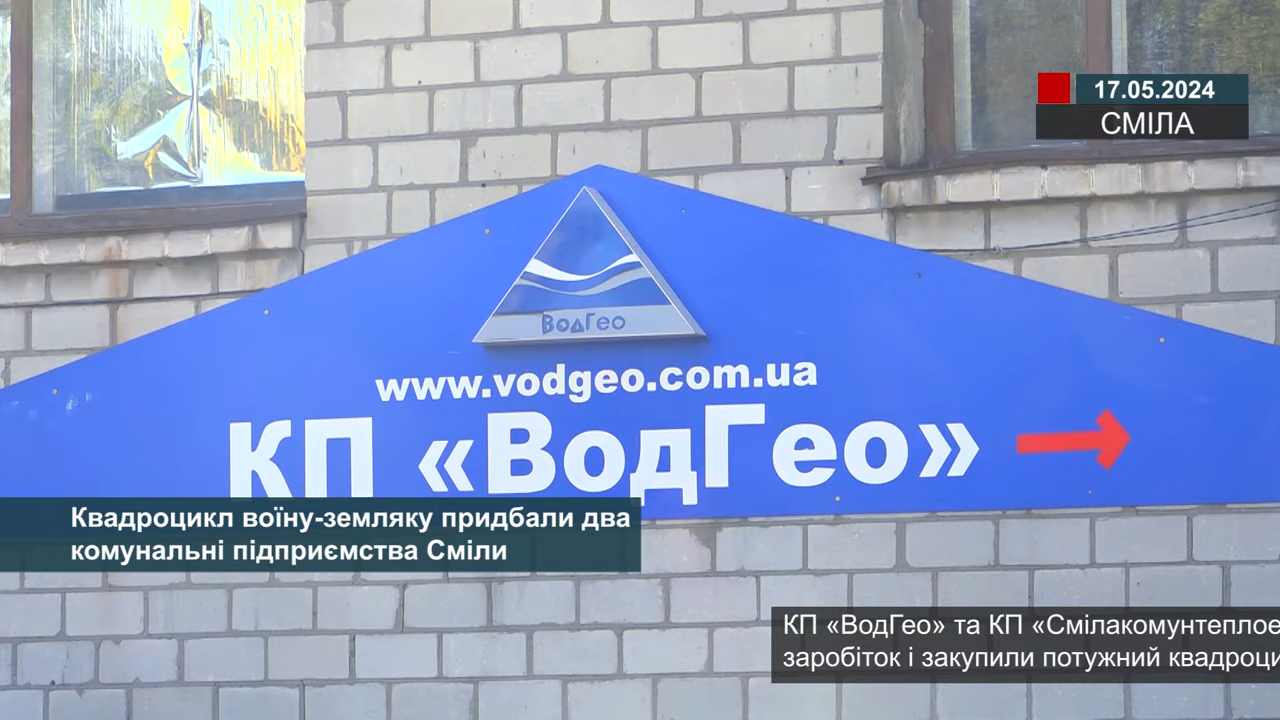 17.05.2024
СМІЛА
ВодГео
www.vodgeo.com.ua
КП «ВодГео»
Квадроцикл воїну-земляку придбали два
комунальні підприємства Сміли
КП «ВодГео» та КП «Смілакомунтеплое
заробіток і закупили потужний квадроци